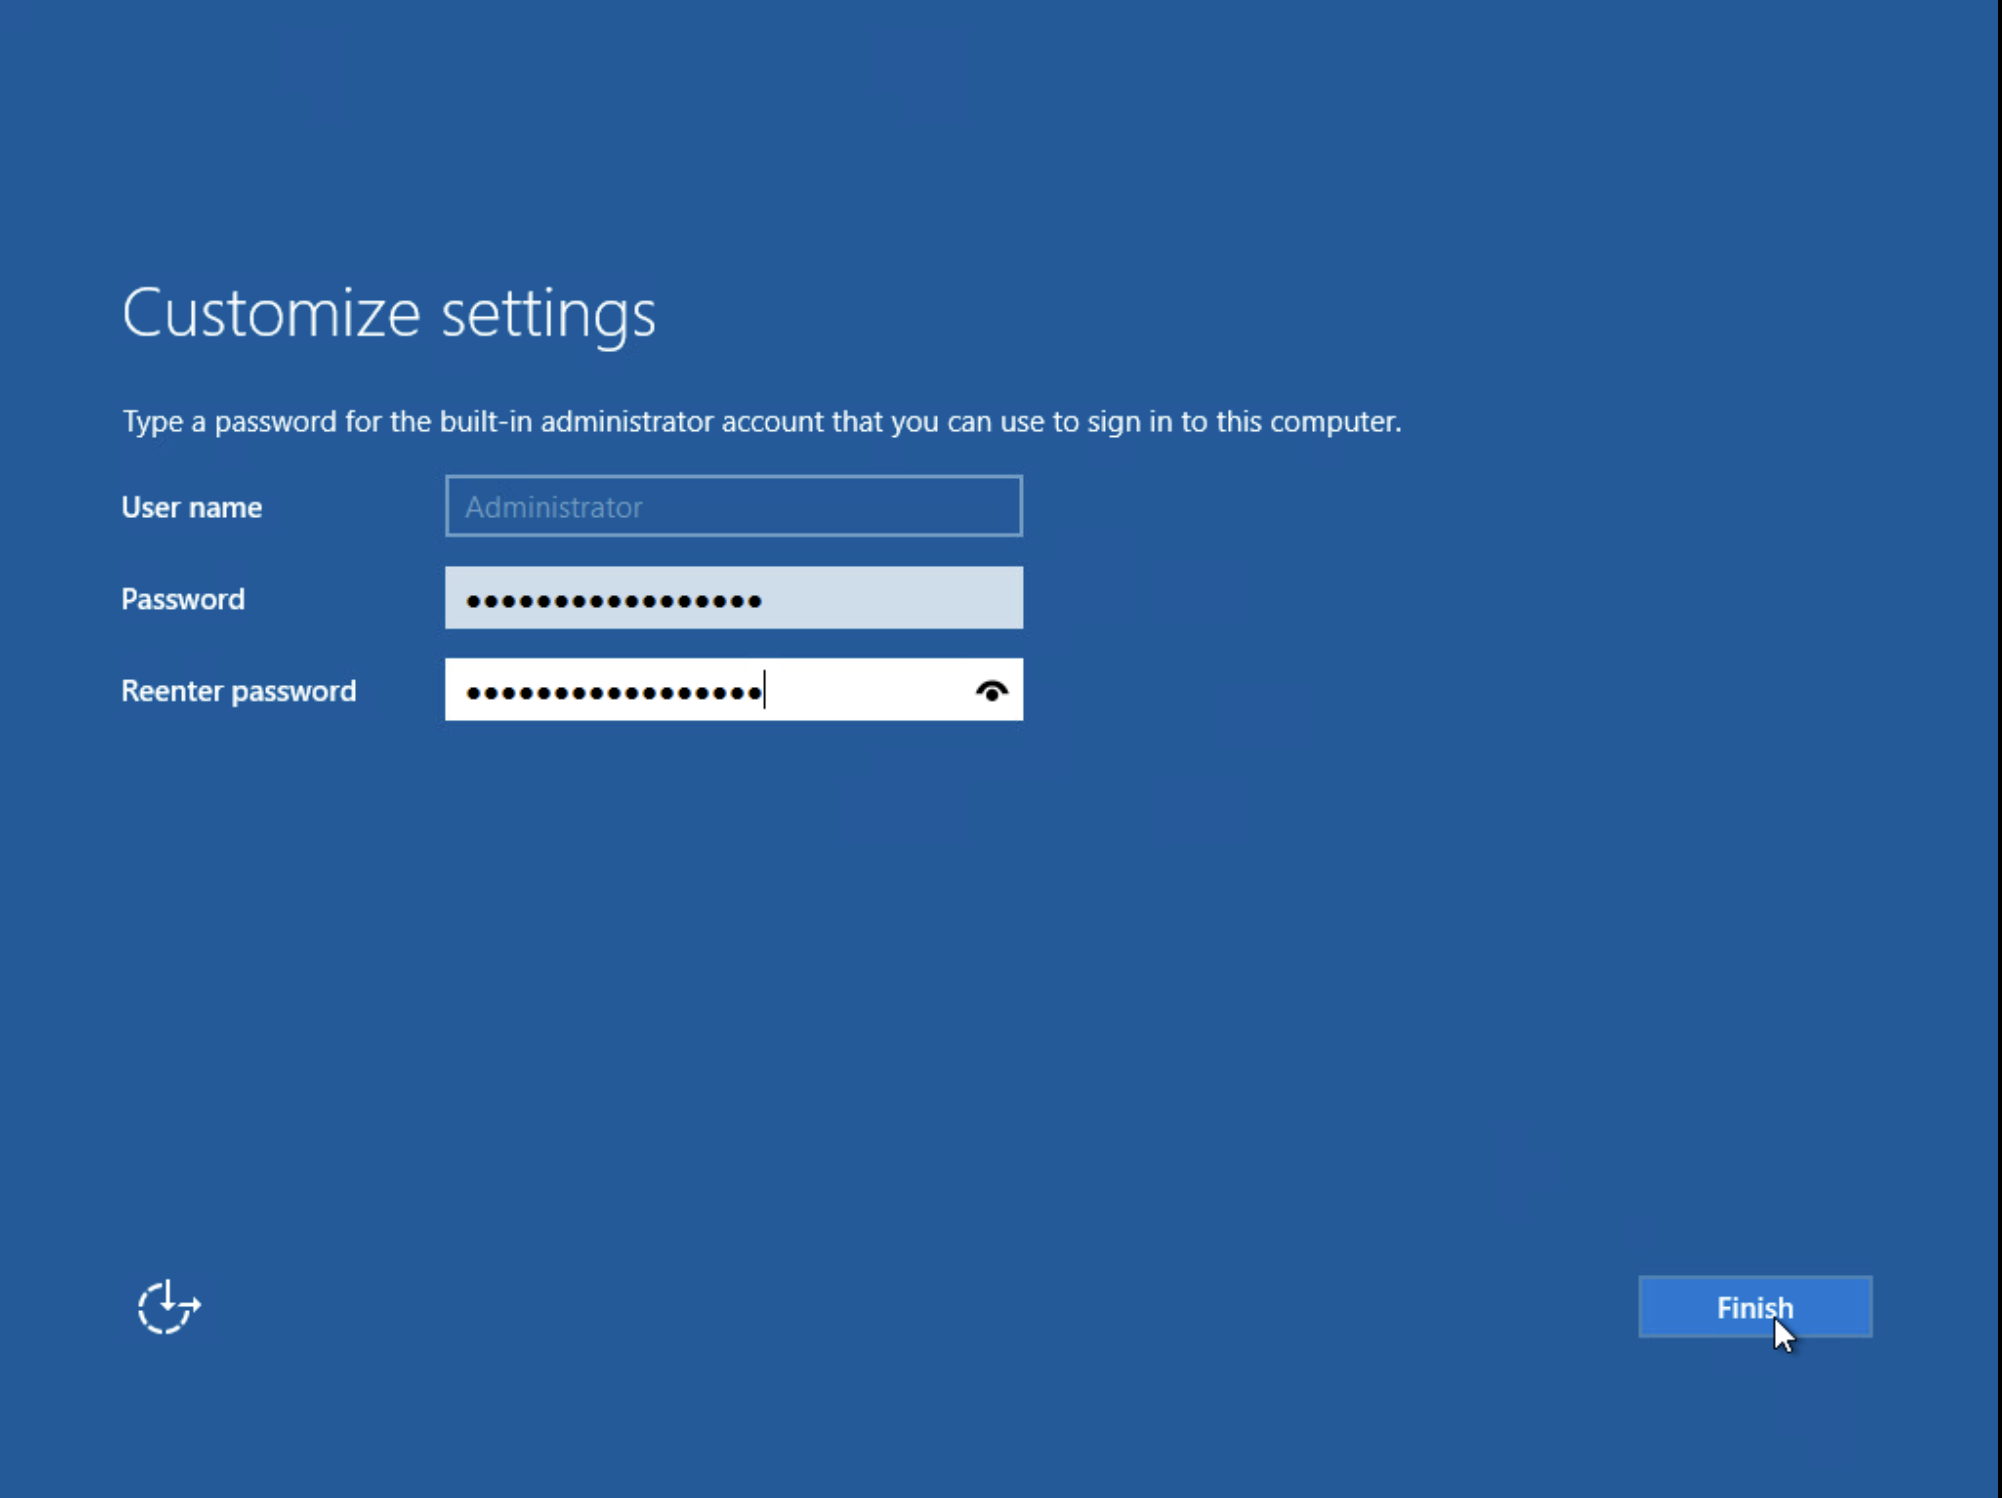 Customize settings
Type a password for the built-in administrator account that you can use to sign in to this computer.
User name
Administrator
Password
•••••••••••••••••
Reenter password
•••••••••••••••••
Finish